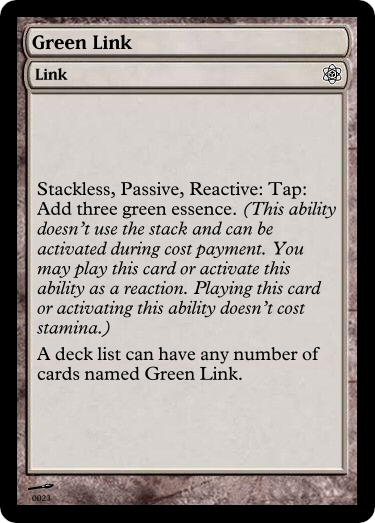 Green Link
Link
Stackless, Passive, Reactive: Tap:
Add three green essence. (This ability
doesn't use the stack and can be
activated during cost payment. You
may play this card or activate this
ability as a reaction. Playing this card
or activating this ability doesn't cost
stamina.)
A deck list can have any number of
cards named Green Link.
0023